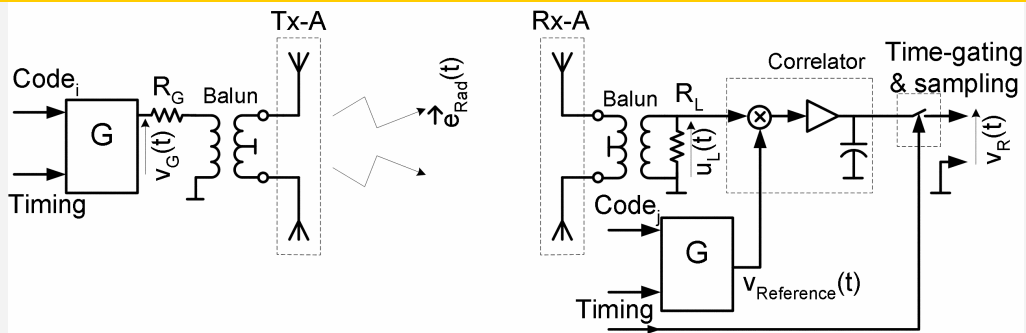 Tx-A
Code_i
R_G
Balun
G
v_G(t)
Timing
e_Rad(t)
Rx-A
Balun
R_L
u_L(t)
Correlator
Time-gating
& sampling
v_R(t)
Code_j
G
v_Reference(t)
Timing